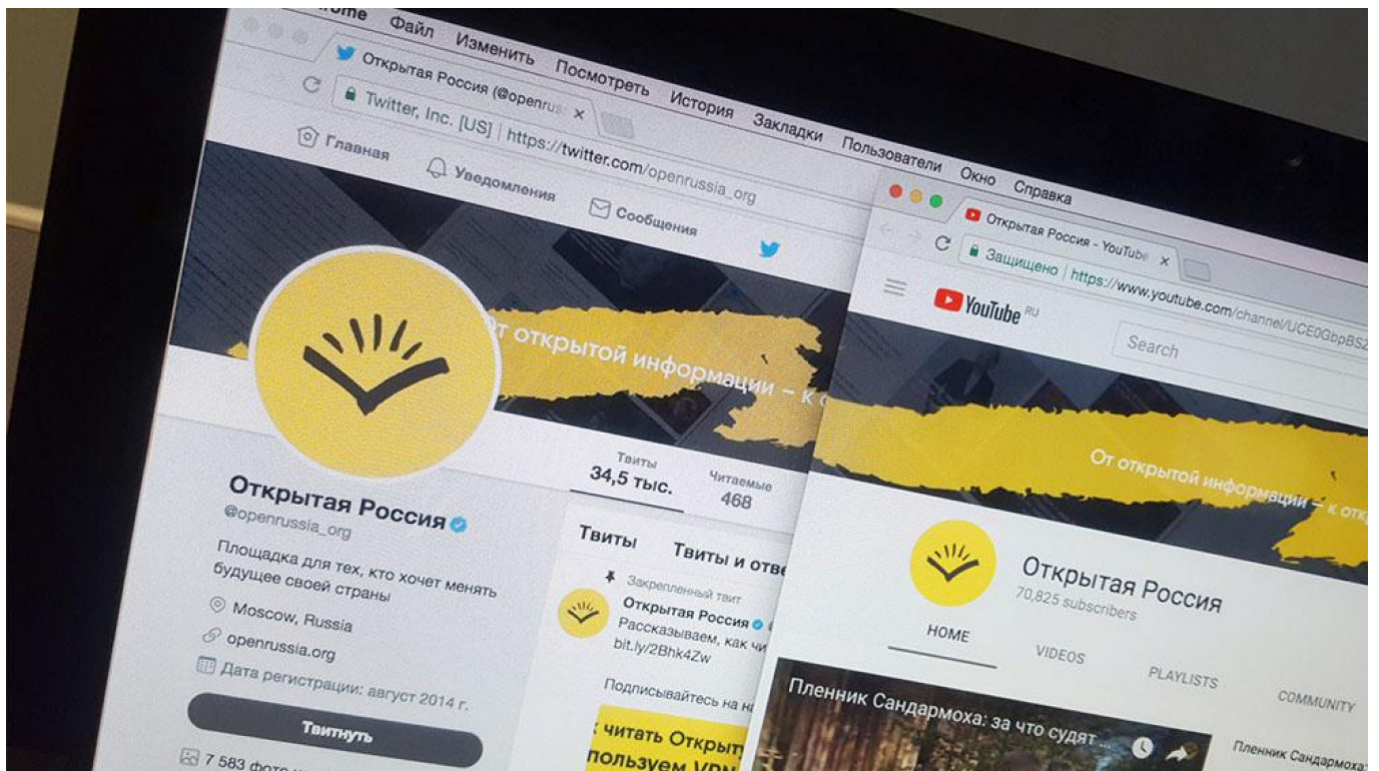 Файл Изменить Посмотреть История Закладки Пользователи Окно Справка
Открытая Россия (@openrus
Twitter, Inc. [US] | https://twitter.com/openrussia_org
Главная Уведомления Сообщения
От открытой информации – к
Твиты Читаемые
34,5 тыс. 468
Открытая Россия
@openrussia_org
Площадка для тех, кто хочет менять
будущее своей страны
Moscow, Russia
openrussia.org
Дата регистрации: август 2014 г.
Твитнуть
7 583 фото
Твиты Твиты и отве
Закрепленный твит
Открытая Россия
Рассказываем, как чи
bit.ly/2Bhk4Zw
Подписывайтесь на на
читать Откры
пользуем VPN
Открытая Россия - YouTube
Защищено | https://www.youtube.com/channel/UCE0GbpBS2
YouTube RU
Search
От открытой информации – к отк
Открытая Россия
70,825 subscribers
HOME VIDEOS PLAYLISTS COMMUNITY
Пленник Сандармоха: за что судят ...
Пленник Сандармоха: